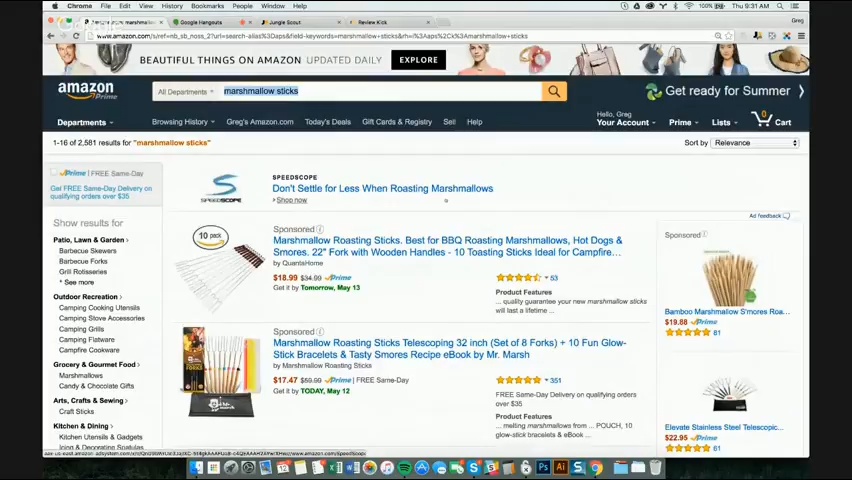 Chrome File Edit View History Bookmarks People Window Help
100% Thu 9:31 AM
Google Hangouts
Jungle Scout
Review Kick
Greg
BEAUTIFUL THINGS ON AMAZON UPDATED DAILY
EXPLORE
amazon
Prime
All Departments
marshmallow sticks
Get ready for Summer
Departments
Browsing History
Greg's Amazon.com
Today's Deals
Gift Cards & Registry
Sell
Help
Hello, Greg
Your Account
Prime
Lists
0
Cart
1-16 of 2,581 results for "marshmallow sticks"
Sort by Relevance
Prime | FREE Same-Day
Get FREE Same-Day Delivery on
qualifying orders over $35
Show results for
Patio, Lawn & Garden
Barbecue Skewers
Barbecue Forks
Grill Rotisseries
See more
Outdoor Recreation
Camping Cooking Utensils
Camping Stove Accessories
Camping Grills
Camping Flatware
Campfire Cookware
Grocery & Gourmet Food
Marshmallows
Candy & Chocolate Gifts
Arts, Crafts & Sewing
Craft Sticks
Kitchen & Dining
Kitchen Utensils & Gadgets
SPEEDSCOPE
SPEEDSCOPE
Don't Settle for Less When Roasting Marshmallows
Shop now
Ad feedback
Sponsored
10 pack
Marshmallow Roasting Sticks. Best for BBQ Roasting Marshmallows, Hot Dogs &
Smores. 22" Fork with Wooden Handles - 10 Toasting Sticks Ideal for Campfire…
by QuantaHome
$18.99 $34.99 Prime
Get it by Tomorrow, May 13
53
Product Features
... quality guarantee your new marshmallow sticks
will last a lifetime ...
Sponsored
Marshmallow Roasting Sticks Telescoping 32 inch (Set of 8 Forks) + 10 Fun Glow-
Stick Bracelets & Tasty Smores Recipe eBook by Mr. Marsh
by Marshmallow Roasting Sticks
$17.47 $59.99 Prime | FREE Same-Day
Get it by TODAY, May 12
351
FREE Same-Day Delivery on qualifying orders
over $35
Product Features
... melting marshmallows from ... POUCH, 10
glow-stick bracelets & eBook ...
Sponsored
Bamboo Marshmallow S'mores Roa...
$19.88 Prime
81
Elevate Stainless Steel Telescopic...
$22.95 Prime
61